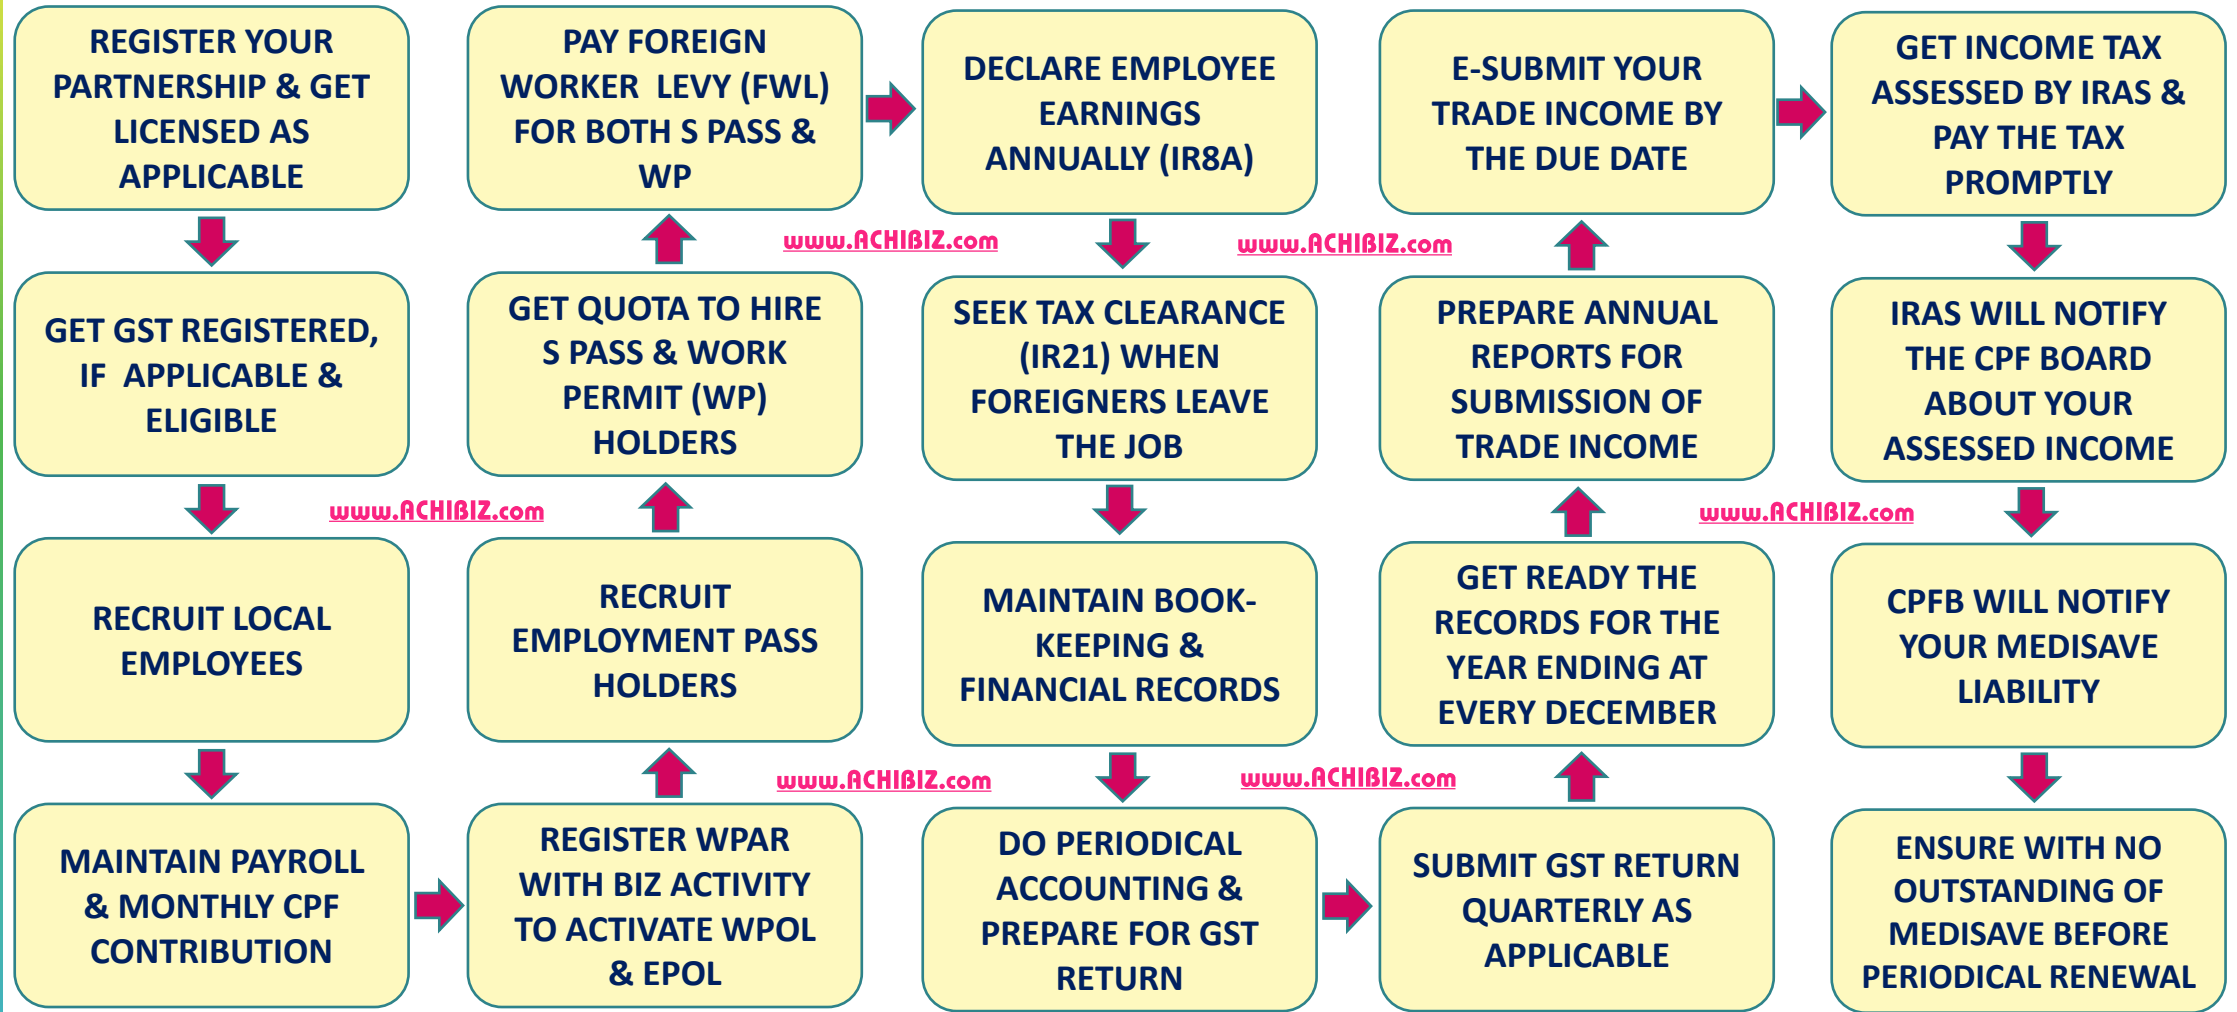 REGISTER YOUR
PARTNERSHIP & GET
LICENSED AS
APPLICABLE
GET GST REGISTERED,
IF APPLICABLE &
ELIGIBLE
RECRUIT LOCAL
EMPLOYEES
MAINTAIN PAYROLL
& MONTHLY CPF
CONTRIBUTION
REGISTER WPAR
WITH BIZ ACTIVITY
TO ACTIVATE WPOL
& EPOL
RECRUIT
EMPLOYMENT PASS
HOLDERS
GET QUOTA TO HIRE
S PASS & WORK
PERMIT (WP)
HOLDERS
PAY FOREIGN
WORKER LEVY (FWL)
FOR BOTH S PASS &
WP
DECLARE EMPLOYEE
EARNINGS
ANNUALLY (IR8A)
SEEK TAX CLEARANCE
(IR21) WHEN
FOREIGNERS LEAVE
THE JOB
MAINTAIN BOOK-
KEEPING &
FINANCIAL RECORDS
DO PERIODICAL
ACCOUNTING &
PREPARE FOR GST
RETURN
SUBMIT GST RETURN
QUARTERLY AS
APPLICABLE
GET READY THE
RECORDS FOR THE
YEAR ENDING AT
EVERY DECEMBER
PREPARE ANNUAL
REPORTS FOR
SUBMISSION OF
TRADE INCOME
E-SUBMIT YOUR
TRADE INCOME BY
THE DUE DATE
GET INCOME TAX
ASSESSED BY IRAS &
PAY THE TAX
PROMPTLY
IRAS WILL NOTIFY
THE CPF BOARD
ABOUT YOUR
ASSESSED INCOME
CPFB WILL NOTIFY
YOUR MEDISAVE
LIABILITY
ENSURE WITH NO
OUTSTANDING OF
MEDISAVE BEFORE
PERIODICAL RENEWAL
www.ACHIBIZ.com
www.ACHIBIZ.com
www.ACHIBIZ.com
www.ACHIBIZ.com
www.ACHIBIZ.com
www.ACHIBIZ.com